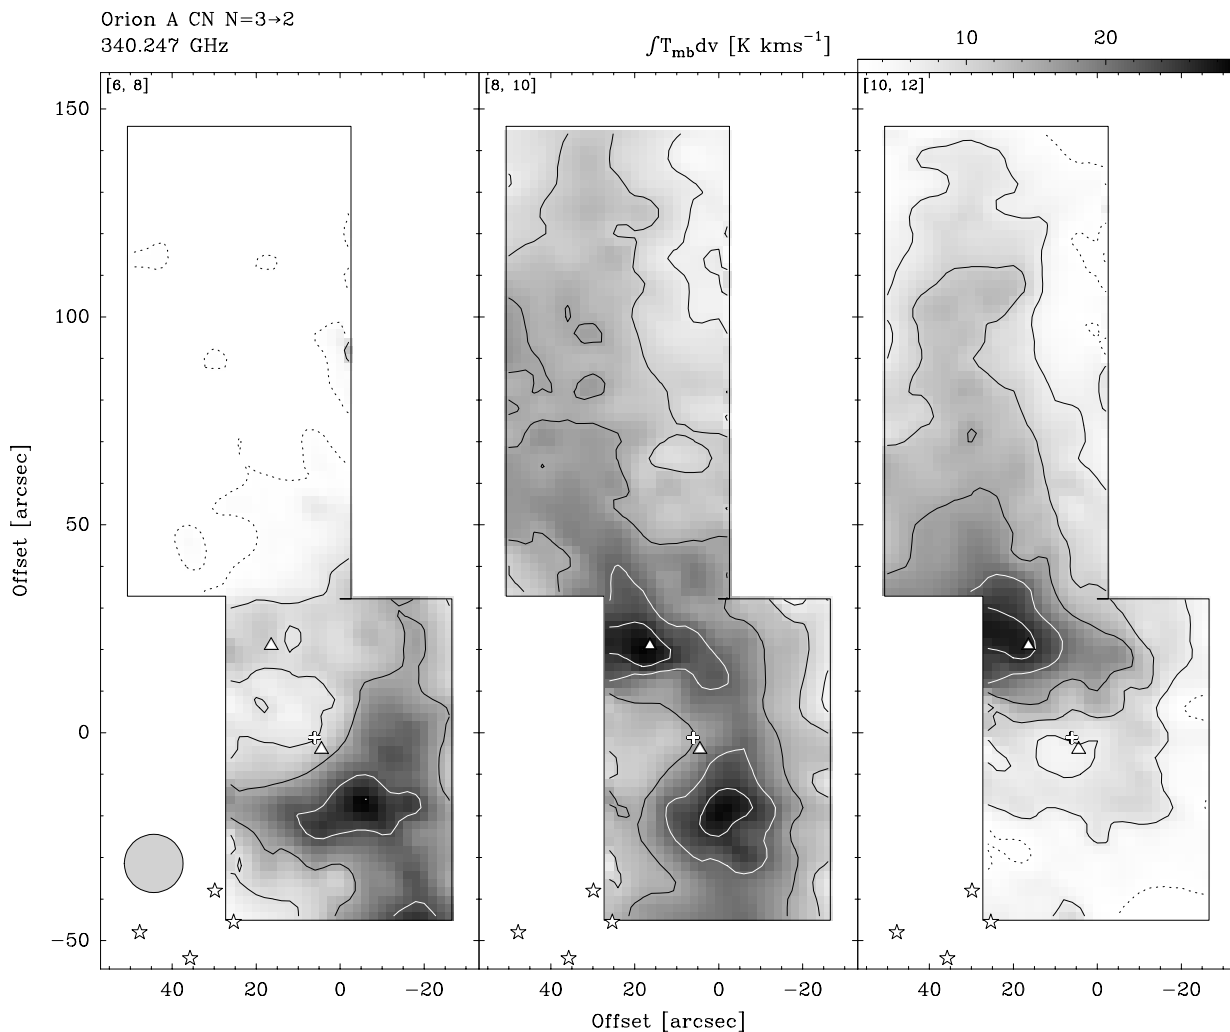 Orion A CN N=3→2
340.247 GHz
∫T_mb dv [K kms⁻¹]
10 20
[6, 8] [8, 10] [10, 12]
150
100
50
0
−50
Offset [arcsec]
40 20 0 −20 40 20 0 −20 40 20 0 −20
Offset [arcsec]